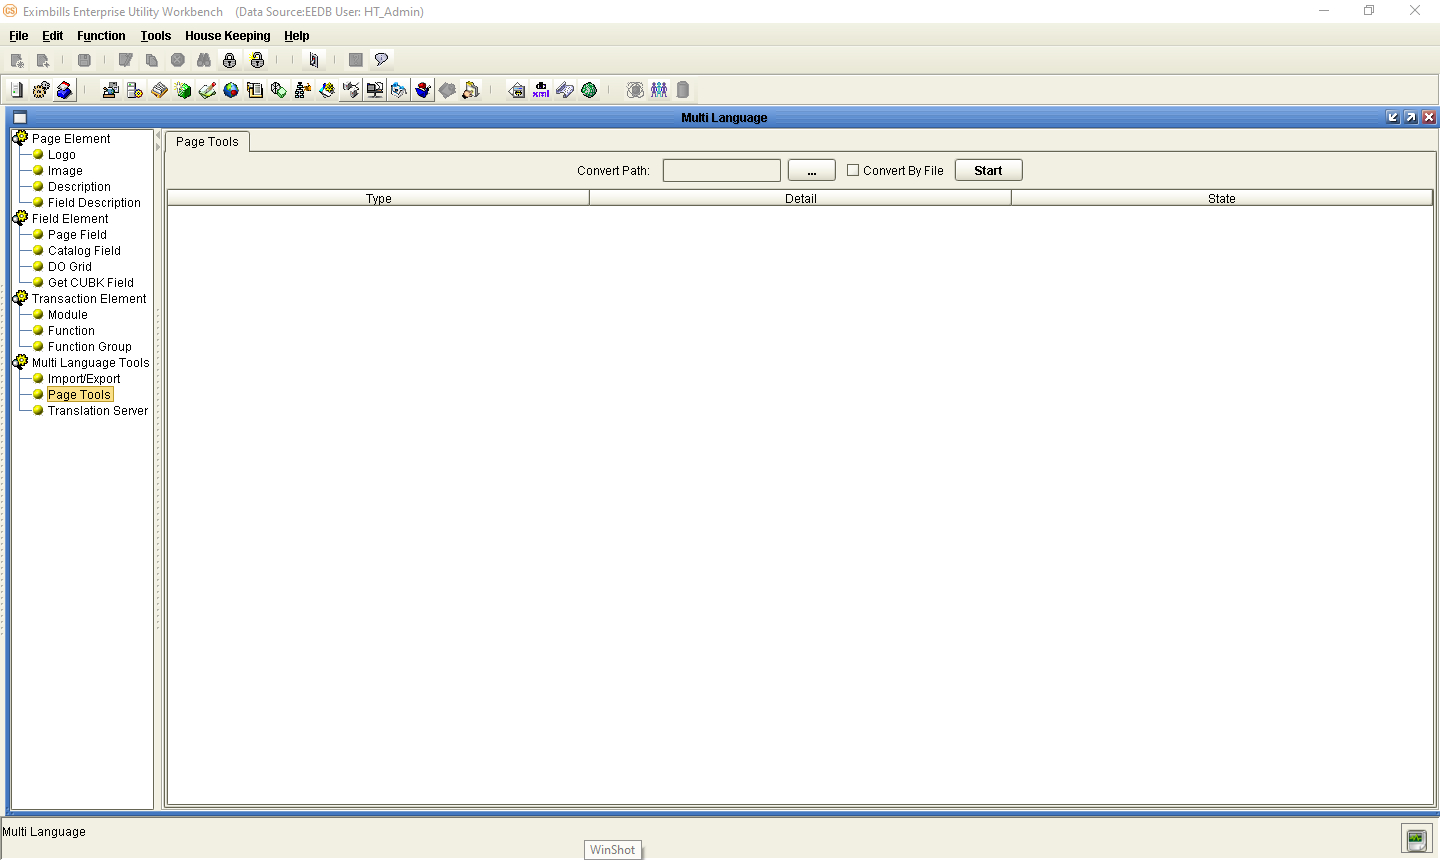 Eximbills Enterprise Utility Workbench (Data Source:EEDB User: HT_Admin)
File Edit Function Tools House Keeping Help
Multi Language
Page Element
Logo
Image
Description
Field Description
Field Element
Page Field
Catalog Field
DO Grid
Get CUBK Field
Transaction Element
Module
Function
Function Group
Multi Language Tools
Import/Export
Page Tools
Translation Server
Page Tools
Convert Path: ... Convert By File Start
Type Detail State
Multi Language
WinShot